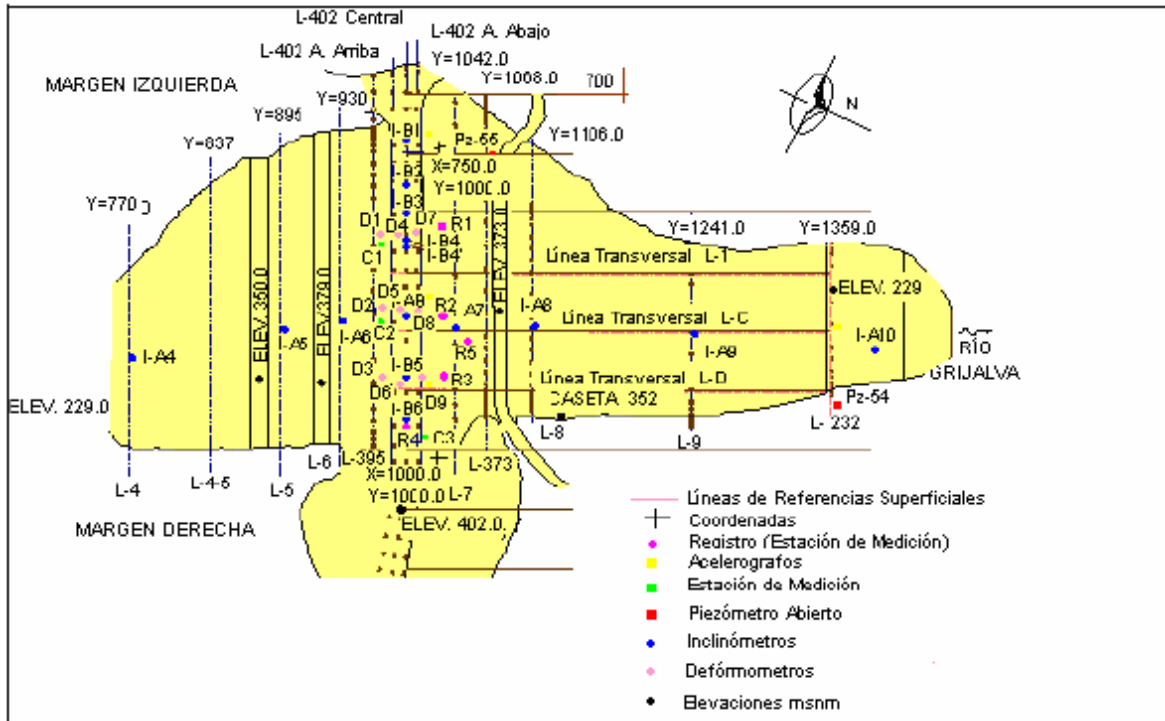 L-402 Central
L-402 A. Abajo
L-402 A. Arriba
Y=1042.0
Y=1068.0
700
MARGEN IZQUIERDA
Y=930
Y=895
Y=837
Y=770
Y=1106.0
N
I-B1
Pz-55
X=750.0
I-B2
Y=1000.0
I-B3
D1
D4
D7
R1
I-B4
I-B4'
C1
ELEV. 373.0
Y=1241.0
Y=1359.0
Línea Transversal L-1
ELEV. 229
ELEV. 350.0
ELEV.379.0
D5
D2
A8
R2
A7
I-A8
Línea Transversal L-C
I-A5
I-A6
C2
D8
R5
I-A9
I-A10
RÍO
GRIJALVA
I-A4
D3
I-B5
R3
Línea Transversal L-D
D6
D9
CASETA 352
Pz-54
ELEV. 229.0
I-B6
R4
C3
L-8
L-9
L- 232
L-6
L-395
L-373
X=1000.0
L-4
L-4-5
L-5
Y=1000.0
L-7
MARGEN DERECHA
ELEV. 402.0.
Líneas de Referencias Superficiales
Coordenadas
Registro (Estación de Medición)
Acelerografos
Estación de Medición
Piezómetro Abierto
Inclinómetros
Defórmometros
Elevaciones msnm